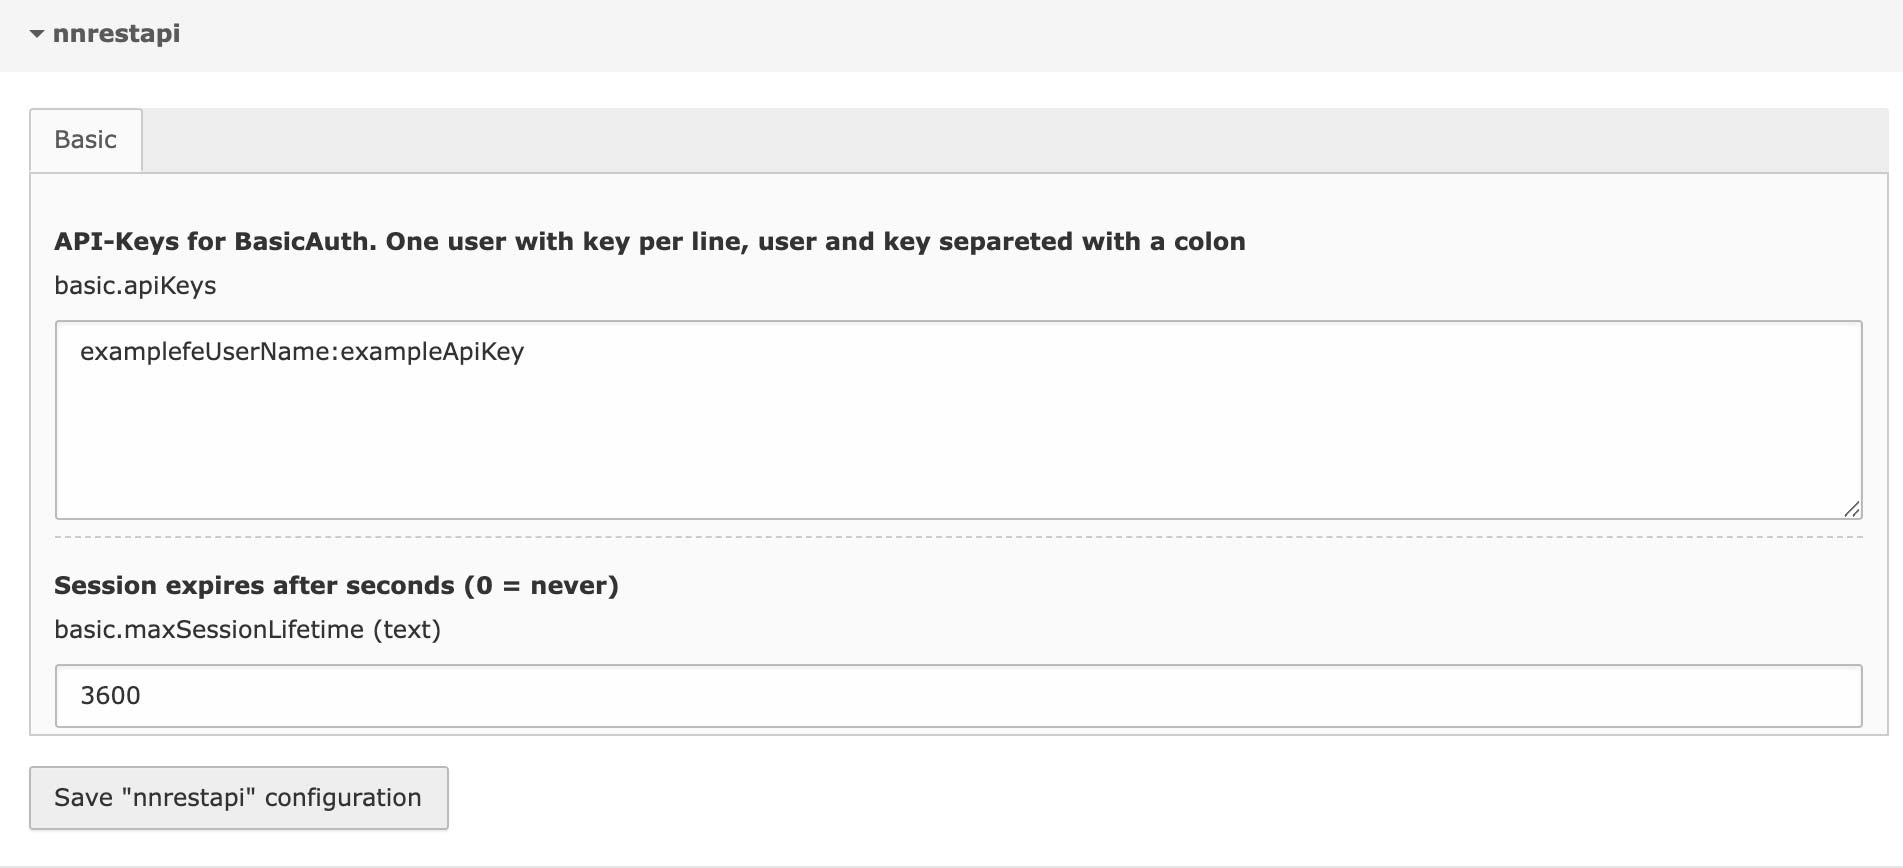 nnrestapi
Basic
API-Keys for BasicAuth. One user with key per line, user and key separeted with a colon
basic.apiKeys
examplefeUserName:exampleApiKey
Session expires after seconds (0 = never)
basic.maxSessionLifetime (text)
3600
Save "nnrestapi" configuration